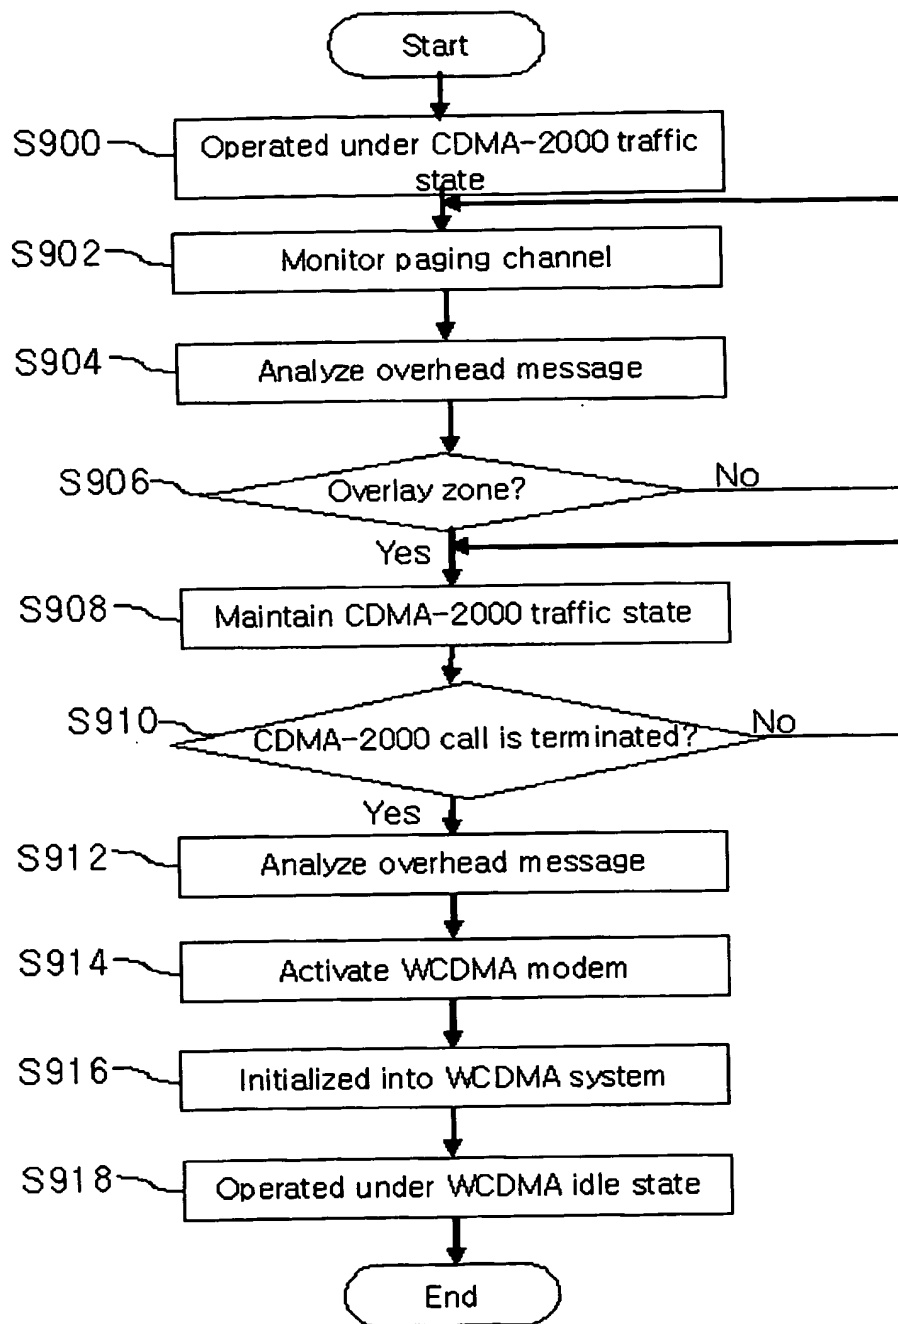 Start
S900
Operated under CDMA-2000 traffic
state
S902
Monitor paging channel
S904
Analyze overhead message
S906
Overlay zone?
No
Yes
S908
Maintain CDMA-2000 traffic state
S910
CDMA-2000 call is terminated?
No
Yes
S912
Analyze overhead message
S914
Activate WCDMA modem
S916
Initialized into WCDMA system
S918
Operated under WCDMA idle state
End